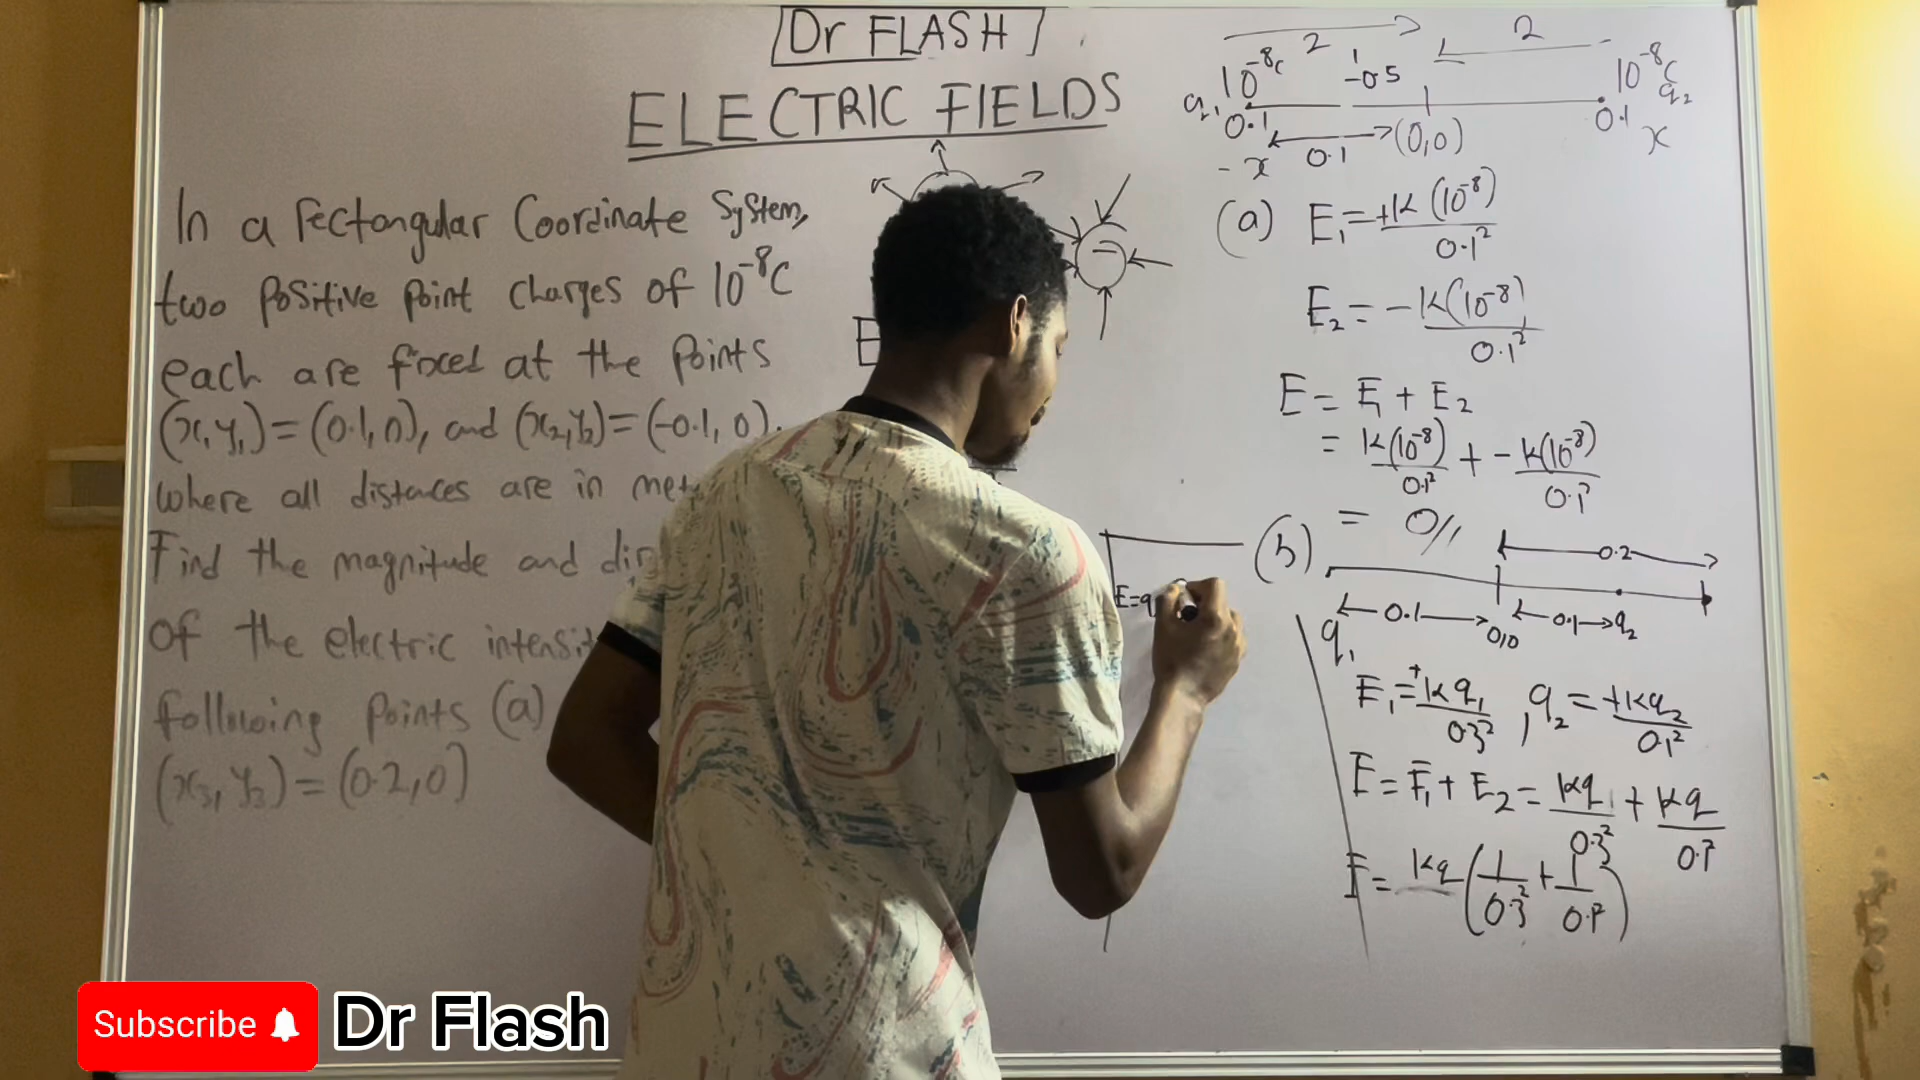 Dr FLASH
ELECTRIC FIELDS
In a rectangular Coordinate System,
two Positive Point Charges of 10⁻⁸C
each are fixed at the Points
(x₁, y₁) = (0.1, 0), and (x₂, y₂) = (-0.1, 0).
where all distances are in
Find the magnitude and
of the electric
following Points (a)
(x₃, y₃) = (0.2, 0)
2 2
10⁻⁸C -0.5 10⁻⁸C
q₁ q₂
0.1 0.1 (0,0) 0.1
-x x
(a) E₁ = +k(10⁻⁸) / 0.1²
E₂ = -k(10⁻⁸) / 0.1²
E = E₁ + E₂
= k(10⁻⁸) / 0.1² + -k(10⁻⁸) / 0.1²
= 0//
(b) 0.2
0.1 0,0 0.1 q₂
q₁
E₁ = +kq₁ / 0.3², q₂ = +kq₂ / 0.1²
E = E₁ + E₂ = kq₁ / 0.3² + kq / 0.1²
E = kq (1 / 0.3² + 1 / 0.1²)
E=q
Subscribe
Dr Flash